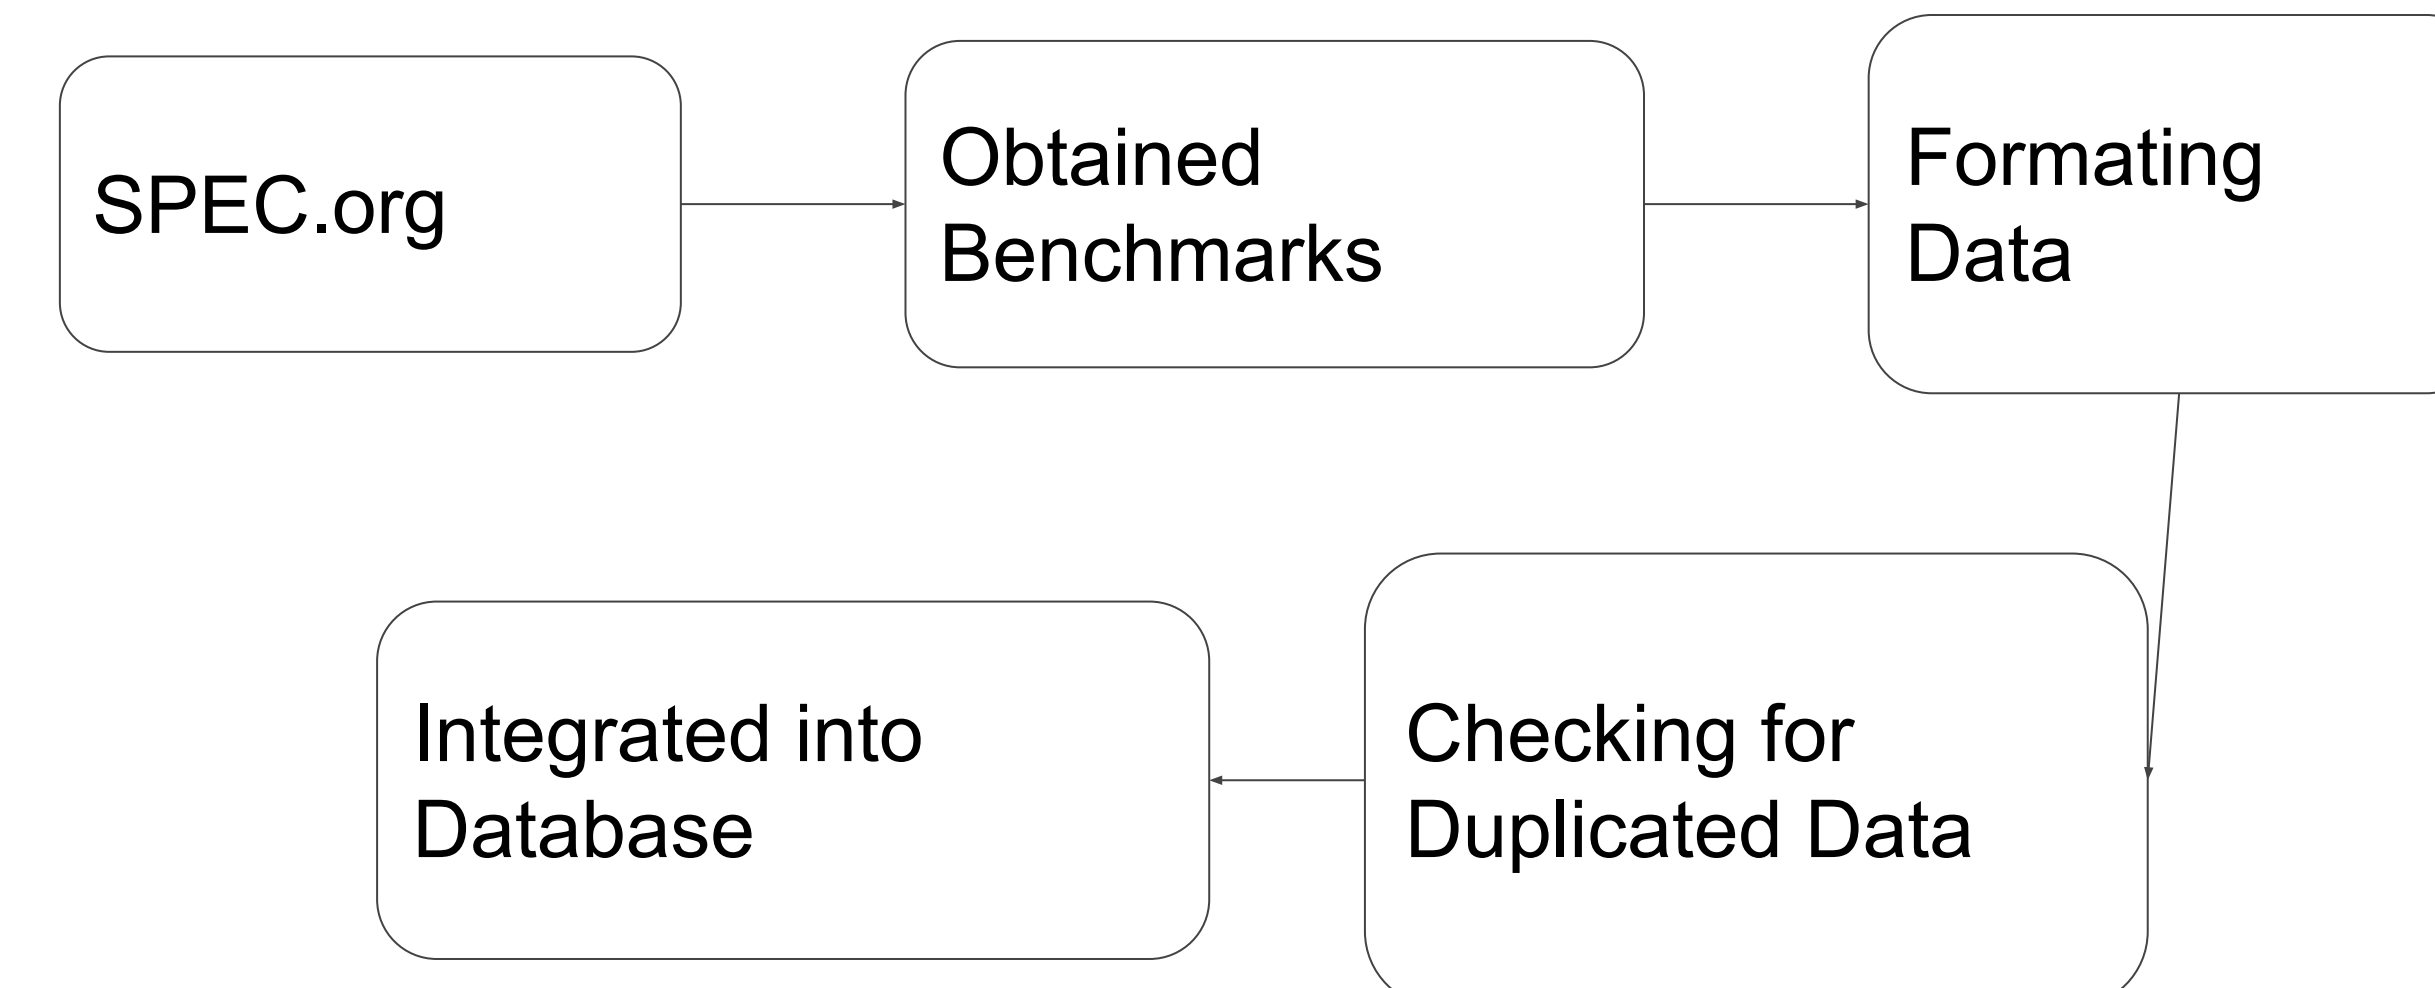 SPEC.org
Obtained
Benchmarks
Formating
Data
Integrated into
Database
Checking for
Duplicated Data